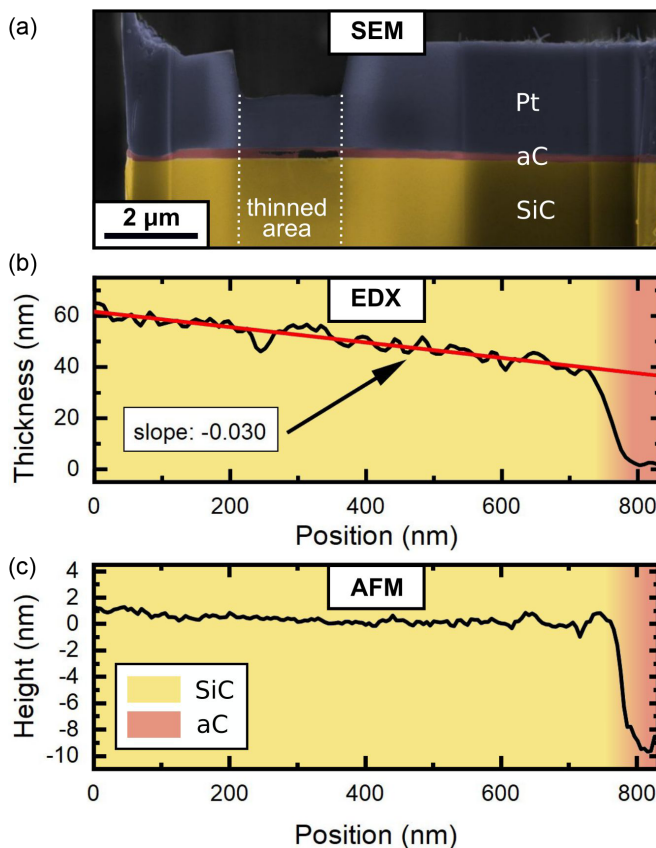 (a)
SEM
Pt
aC
SiC
thinned
area
2 µm
(b)
EDX
Thickness (nm)
60
40
20
0
slope: -0.030
0 200 400 600 800
Position (nm)
(c)
AFM
Height (nm)
4
2
0
-2
-4
-6
-8
-10
SiC
aC
0 200 400 600 800
Position (nm)